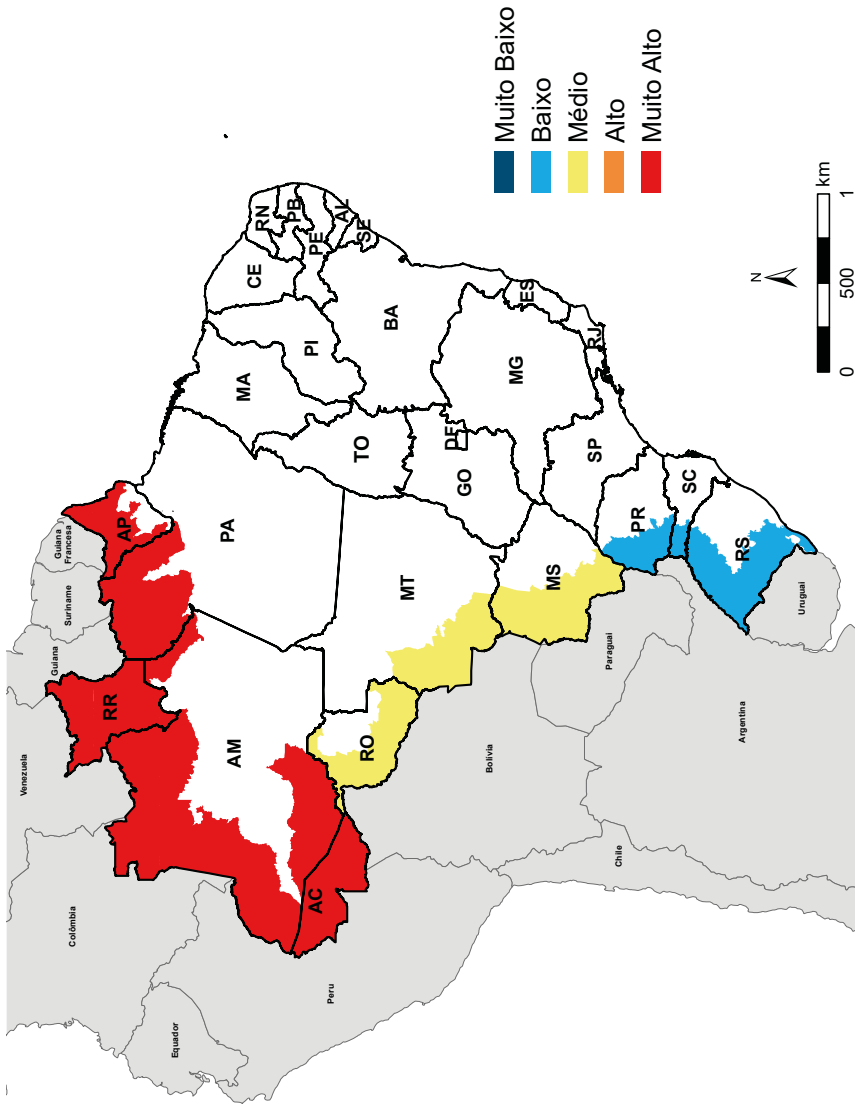 Venezuela
Colômbia
Equador
Peru
Guiana
Suriname
Guiana
Francesa
Bolívia
Paraguai
Chile
Argentina
Uruguai
RR
AP
AM
PA
AC
RO
MT
MS
MA
PI
CE
RN
PB
PE
AL
SE
BA
TO
GO
DF
MG
ES
RJ
SP
PR
SC
RS
Muito Baixo
Baixo
Médio
Alto
Muito Alto
N
0 500 1
km